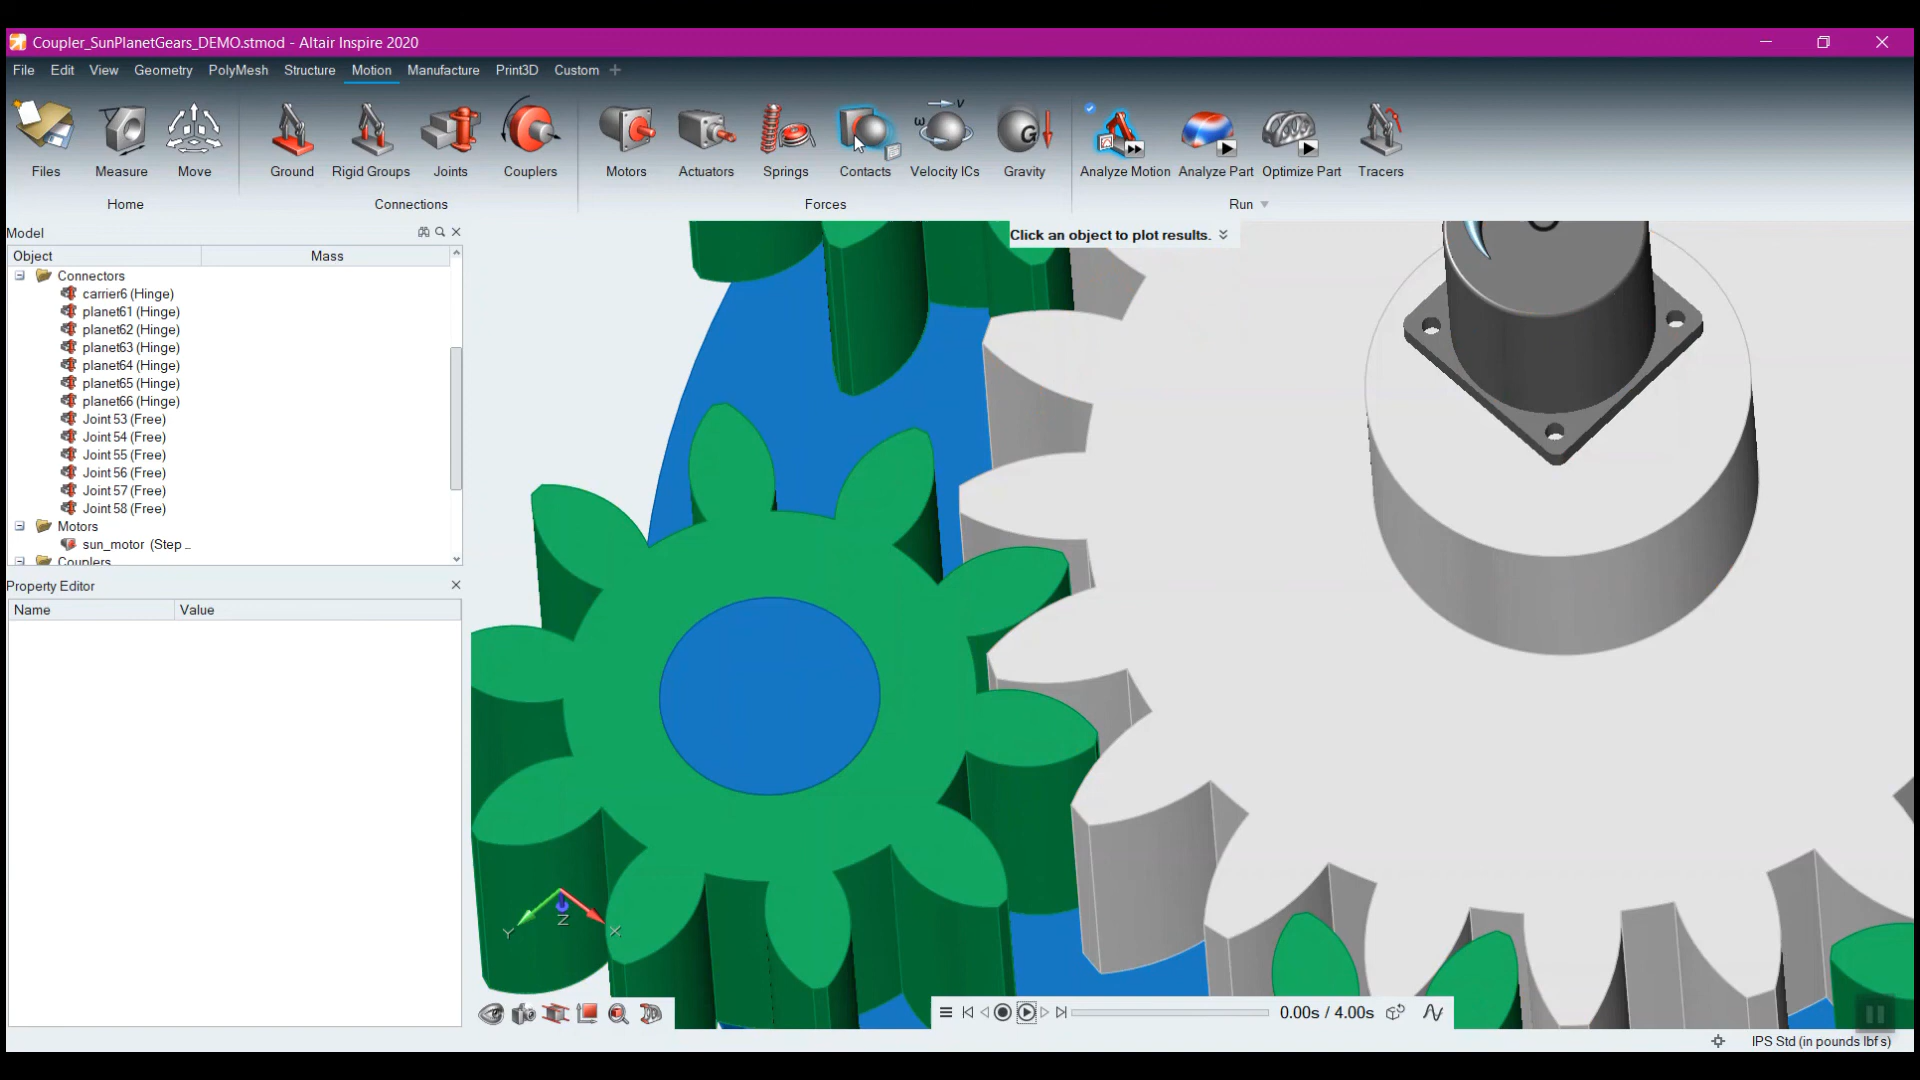 Coupler_SunPlanetGears_DEMO.stmod - Altair Inspire 2020
File Edit View Geometry PolyMesh Structure Motion Manufacture Print3D Custom
Files Measure Move Ground Rigid Groups Joints Couplers Motors Actuators Springs Contacts Velocity ICs Gravity Analyze Motion Analyze Part Optimize Part Tracers
Home Connections Forces Run
Model
Object Mass
Connectors
carrier6 (Hinge)
planet61 (Hinge)
planet62 (Hinge)
planet63 (Hinge)
planet64 (Hinge)
planet65 (Hinge)
planet66 (Hinge)
Joint 53 (Free)
Joint 54 (Free)
Joint 55 (Free)
Joint 56 (Free)
Joint 57 (Free)
Joint 58 (Free)
Motors
sun_motor (Step ..
Couplers
Property Editor
Name Value
Click an object to plot results.
Y Z X
0.00s / 4.00s
IPS Std (in pounds lbf s)